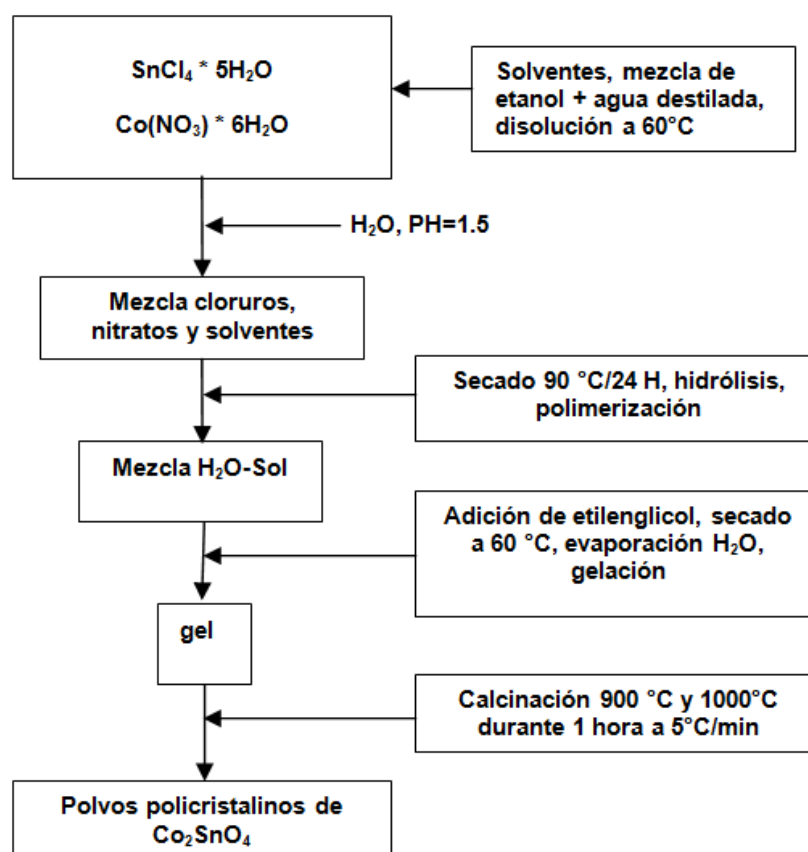 SnCl₄ * 5H₂O
Co(NO₃) * 6H₂O
Solventes, mezcla de
etanol + agua destilada,
disolución a 60°C
H₂O, PH=1.5
Mezcla cloruros,
nitratos y solventes
Secado 90 °C/24 H, hidrólisis,
polimerización
Mezcla H₂O-Sol
Adición de etilenglicol, secado
a 60 °C, evaporación H₂O,
gelación
gel
Calcinación 900 °C y 1000°C
durante 1 hora a 5°C/min
Polvos policristalinos de
Co₂SnO₄